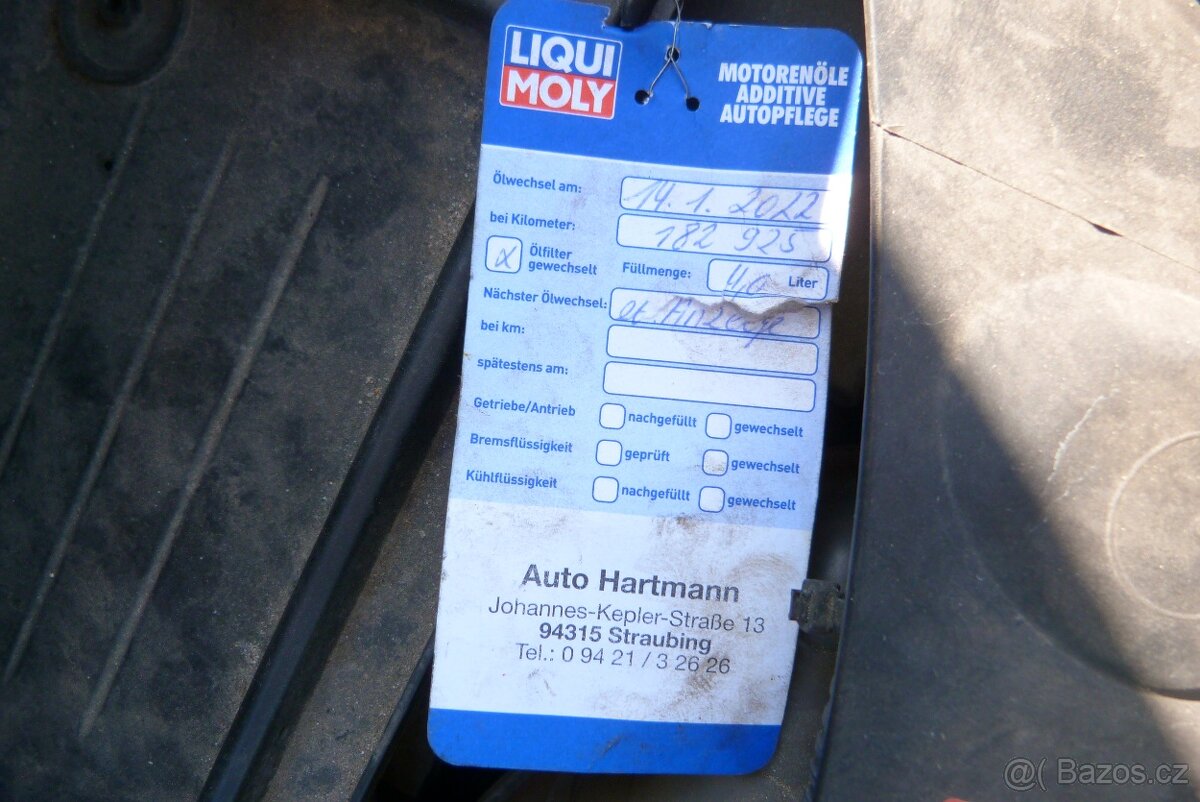 LIQUI
MOLY
MOTORENÖLE
ADDITIVE
AUTOPFLEGE
Ölwechsel am: 14.1.2022
bei Kilometer: 182 925
x Ölfilter
gewechselt
Füllmenge: 4,0 Liter
Nächster Ölwechsel:
bei km:
spätestens am:
Getriebe/Antrieb nachgefüllt gewechselt
Bremsflüssigkeit geprüft gewechselt
Kühlflüssigkeit nachgefüllt gewechselt
Auto Hartmann
Johannes-Kepler-Straße 13
94315 Straubing
Tel.: 0 94 21 / 3 26 26
@( Bazos.cz